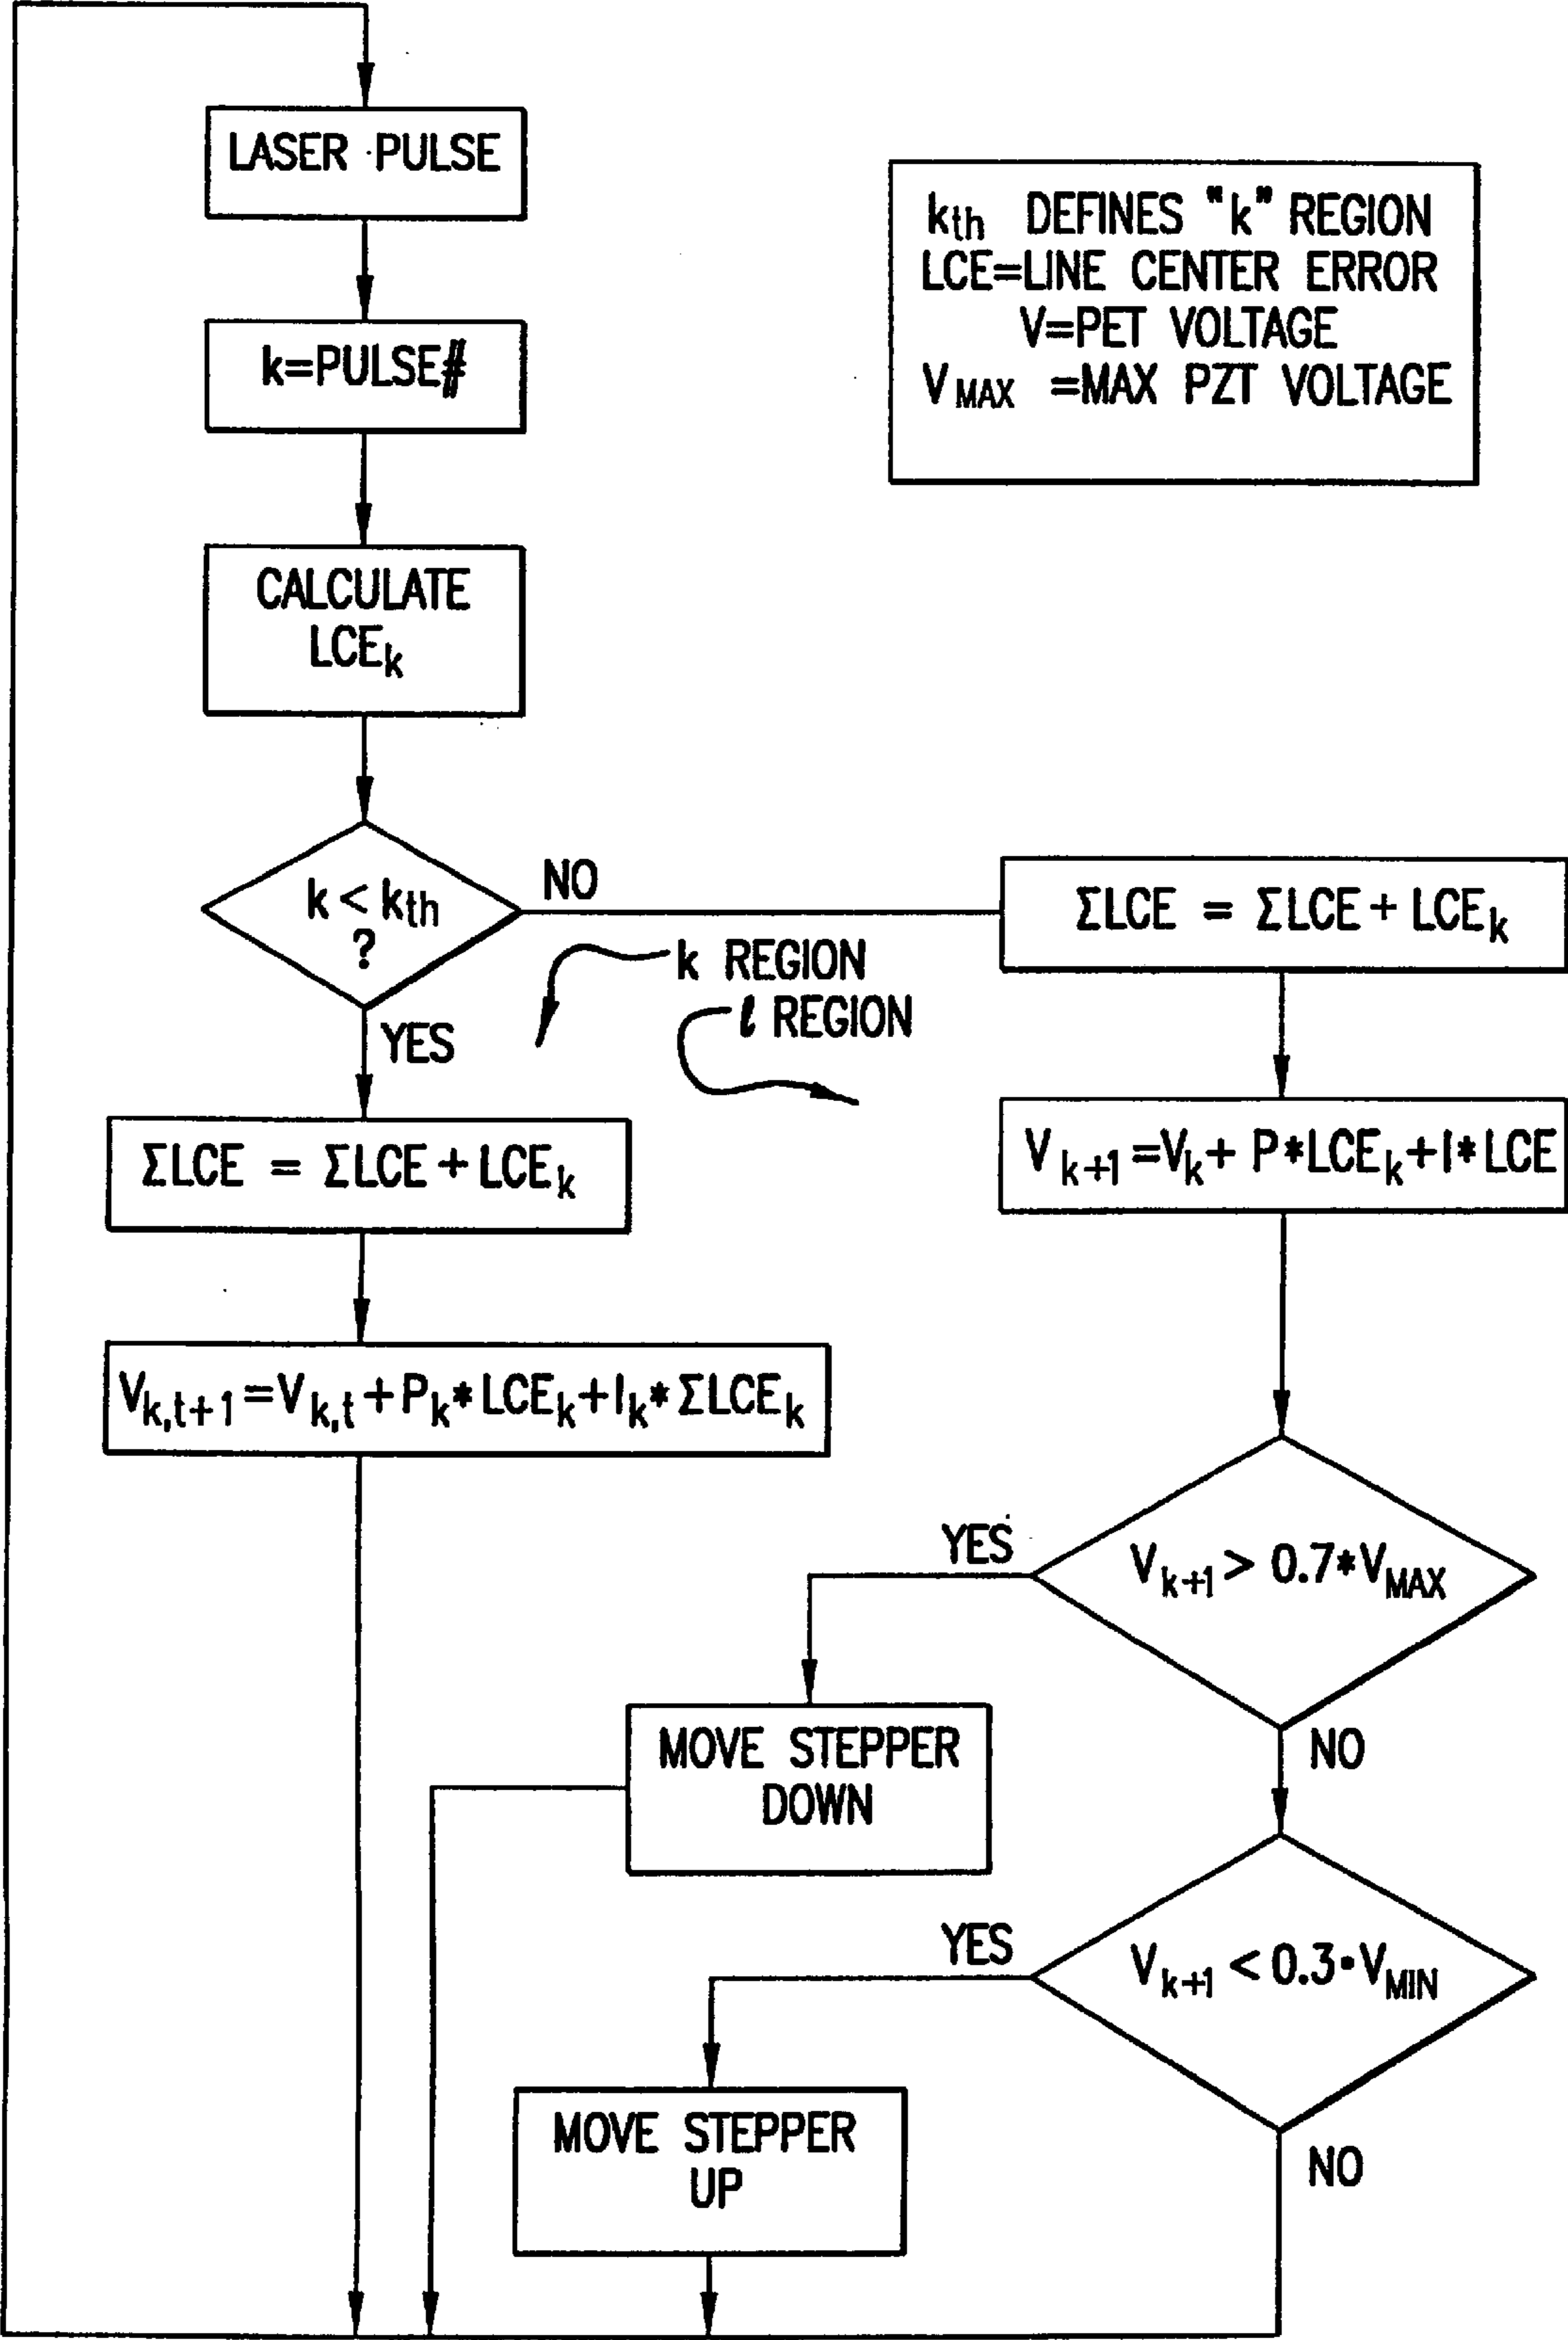 LASER PULSE
k=PULSE#
CALCULATE
LCEk
kth DEFINES "k" REGION
LCE=LINE CENTER ERROR
V=PET VOLTAGE
VMAX =MAX PZT VOLTAGE
k < kth
?
NO
YES
k REGION
l REGION
ΣLCE = ΣLCE + LCEk
Vk,t+1=Vk,t+Pk*LCEk+Ik*ΣLCEk
ΣLCE = ΣLCE + LCEk
Vk+1=Vk+ P*LCEk+I*LCE
Vk+1 > 0.7*VMAX
YES
NO
MOVE STEPPER
DOWN
Vk+1 < 0.3•VMIN
YES
NO
MOVE STEPPER
UP